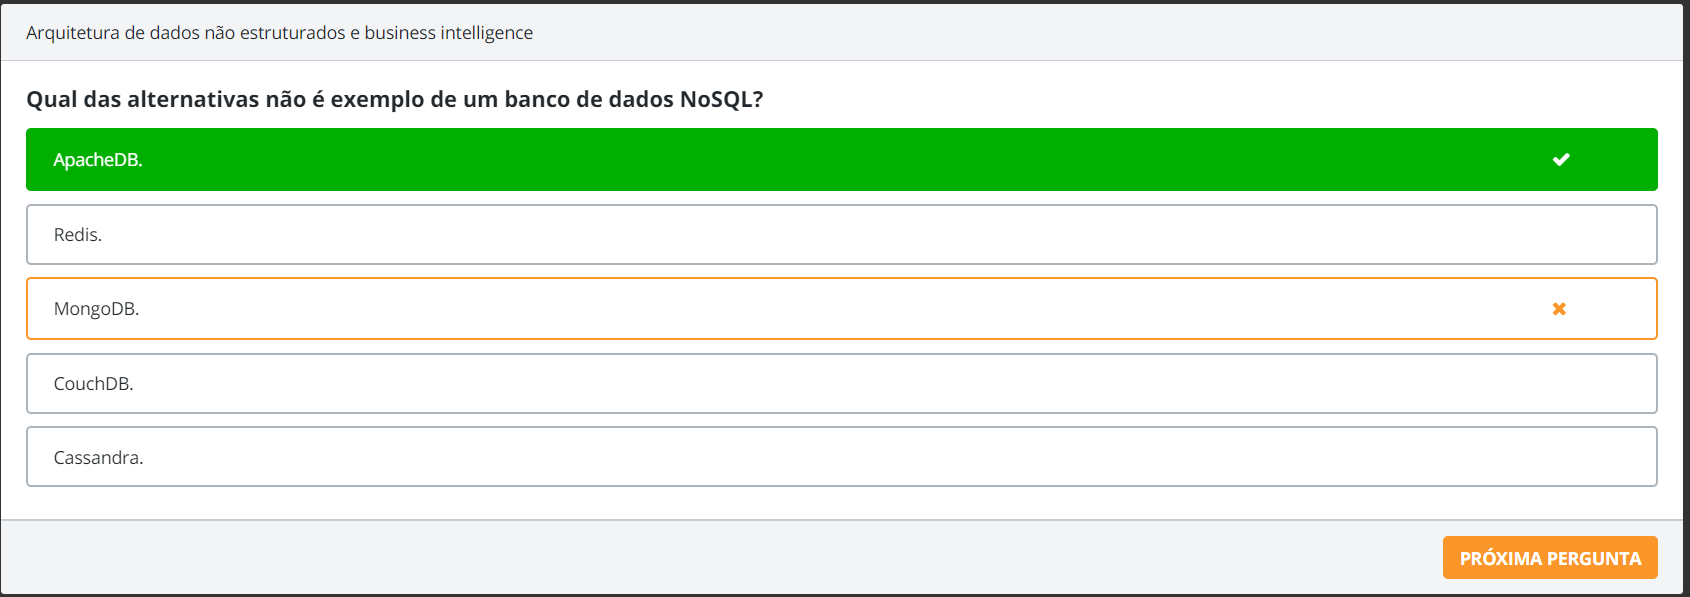 Arquitetura de dados não estruturados e business intelligence
Qual das alternativas não é exemplo de um banco de dados NoSQL?
ApacheDB.
Redis.
MongoDB.
CouchDB.
Cassandra.
PRÓXIMA PERGUNTA